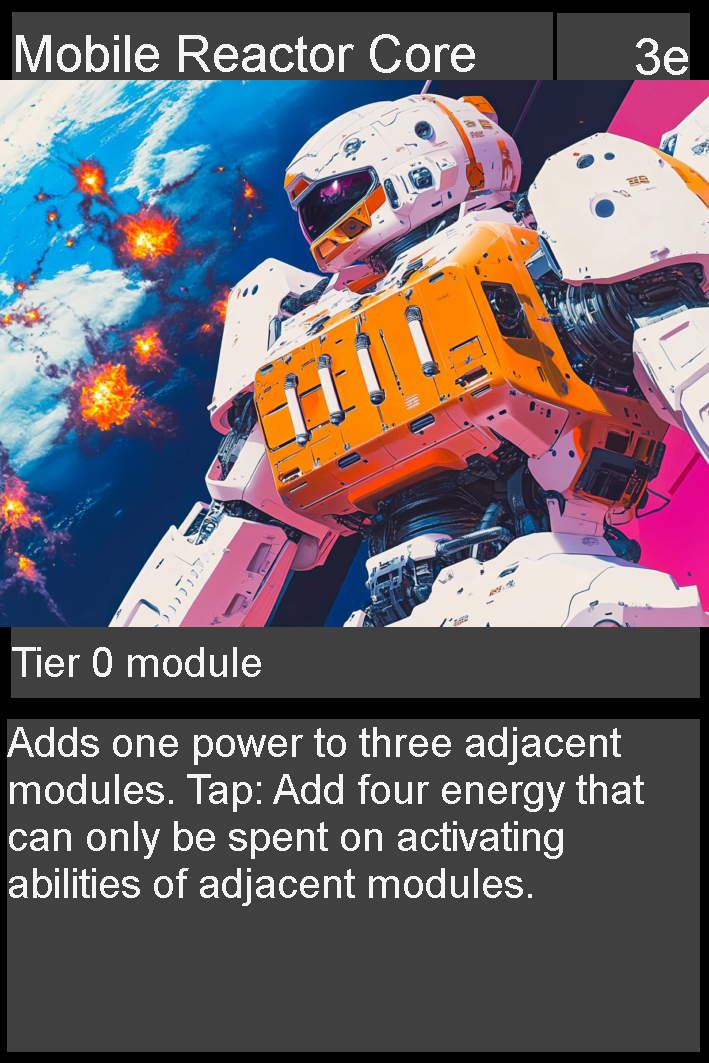 Mobile Reactor Core
3e
Tier 0 module
Adds one power to three adjacent
modules. Tap: Add four energy that
can only be spent on activating
abilities of adjacent modules.